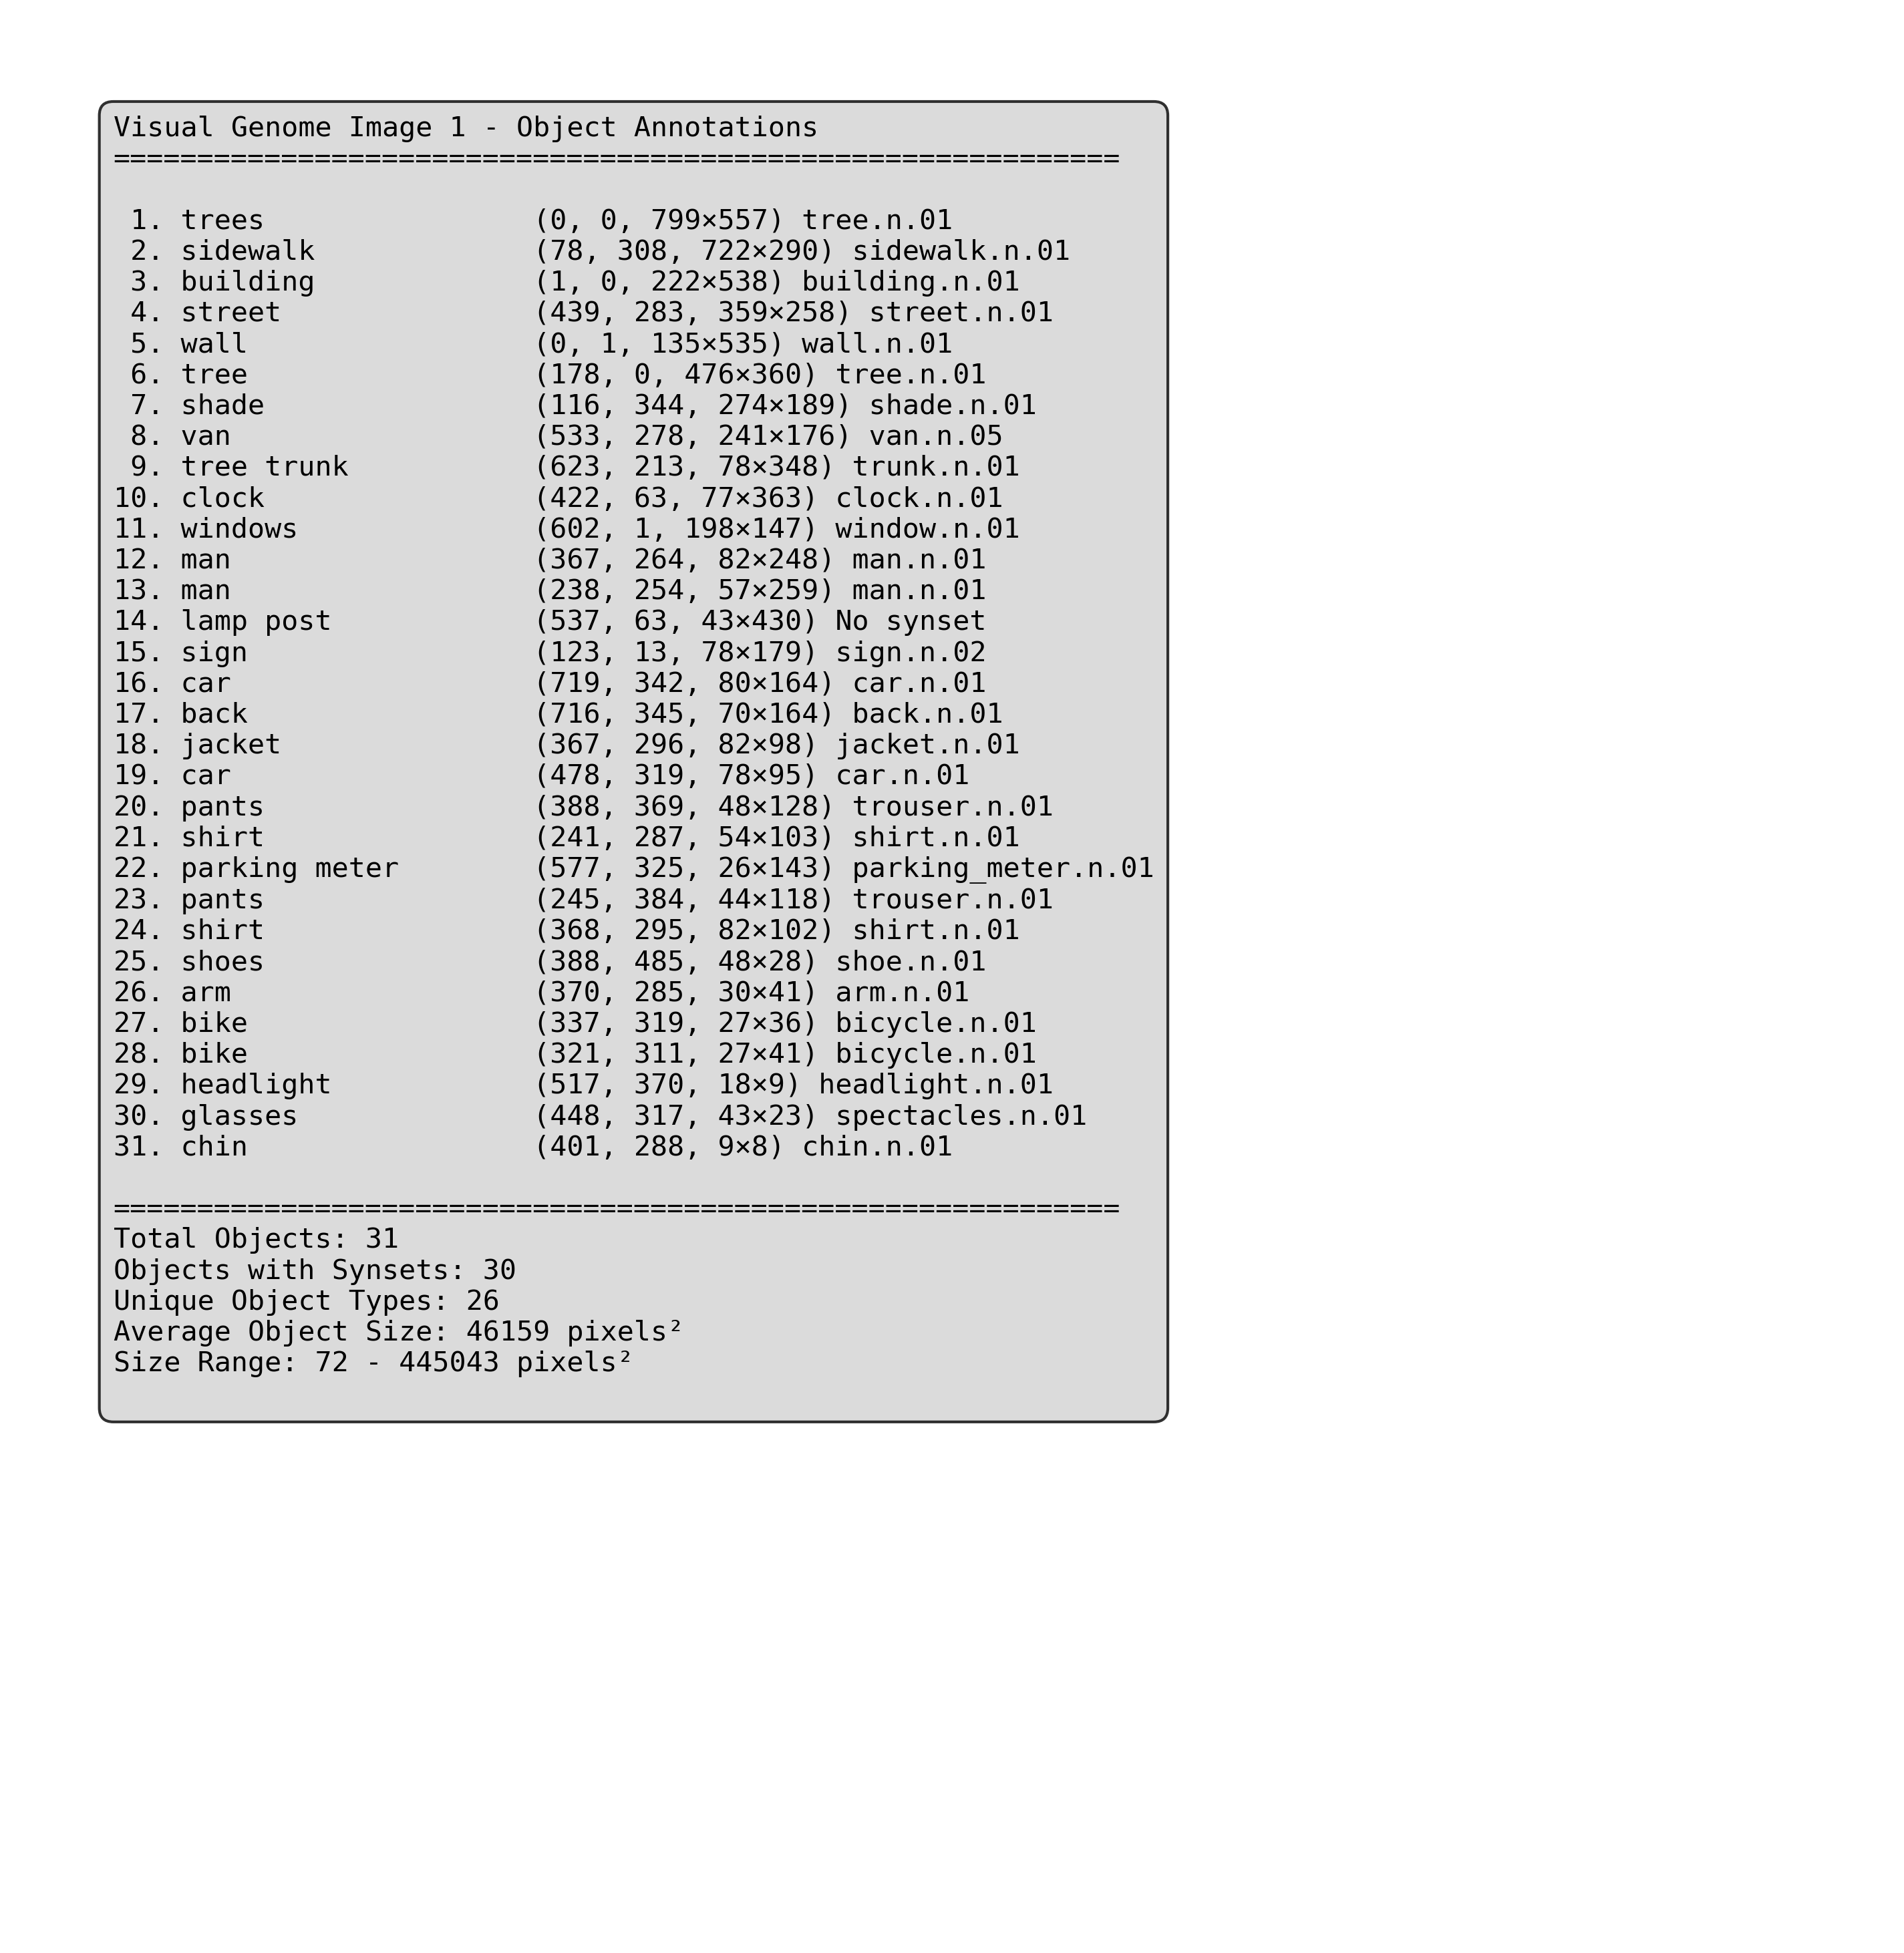 Visual Genome Image 1 - Object Annotations
============================================================
1. trees (0, 0, 799×557) tree.n.01
2. sidewalk (78, 308, 722×290) sidewalk.n.01
3. building (1, 0, 222×538) building.n.01
4. street (439, 283, 359×258) street.n.01
5. wall (0, 1, 135×535) wall.n.01
6. tree (178, 0, 476×360) tree.n.01
7. shade (116, 344, 274×189) shade.n.01
8. van (533, 278, 241×176) van.n.05
9. tree trunk (623, 213, 78×348) trunk.n.01
10. clock (422, 63, 77×363) clock.n.01
11. windows (602, 1, 198×147) window.n.01
12. man (367, 264, 82×248) man.n.01
13. man (238, 254, 57×259) man.n.01
14. lamp post (537, 63, 43×430) No synset
15. sign (123, 13, 78×179) sign.n.02
16. car (719, 342, 80×164) car.n.01
17. back (716, 345, 70×164) back.n.01
18. jacket (367, 296, 82×98) jacket.n.01
19. car (478, 319, 78×95) car.n.01
20. pants (388, 369, 48×128) trouser.n.01
21. shirt (241, 287, 54×103) shirt.n.01
22. parking meter (577, 325, 26×143) parking_meter.n.01
23. pants (245, 384, 44×118) trouser.n.01
24. shirt (368, 295, 82×102) shirt.n.01
25. shoes (388, 485, 48×28) shoe.n.01
26. arm (370, 285, 30×41) arm.n.01
27. bike (337, 319, 27×36) bicycle.n.01
28. bike (321, 311, 27×41) bicycle.n.01
29. headlight (517, 370, 18×9) headlight.n.01
30. glasses (448, 317, 43×23) spectacles.n.01
31. chin (401, 288, 9×8) chin.n.01
============================================================
Total Objects: 31
Objects with Synsets: 30
Unique Object Types: 26
Average Object Size: 46159 pixels²
Size Range: 72 - 445043 pixels²